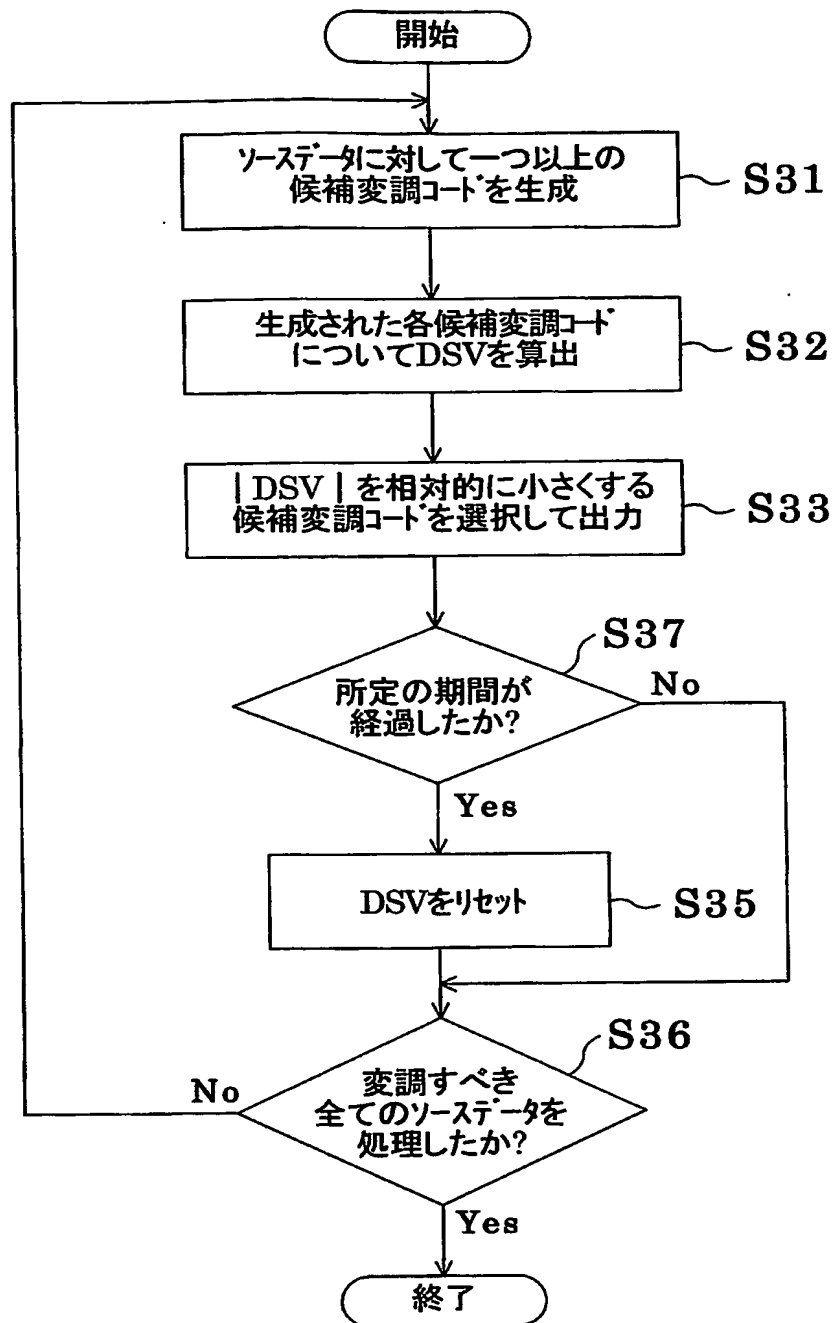 開始
ソースデータに対して一つ以上の
候補変調コードを生成
S31
生成された各候補変調コード
についてDSVを算出
S32
|DSV|を相対的に小さくする
候補変調コードを選択して出力
S33
S37
所定の期間が
経過したか?
No
Yes
DSVをリセット
S35
S36
変調すべき
全てのソースデータを
処理したか?
No
Yes
終了